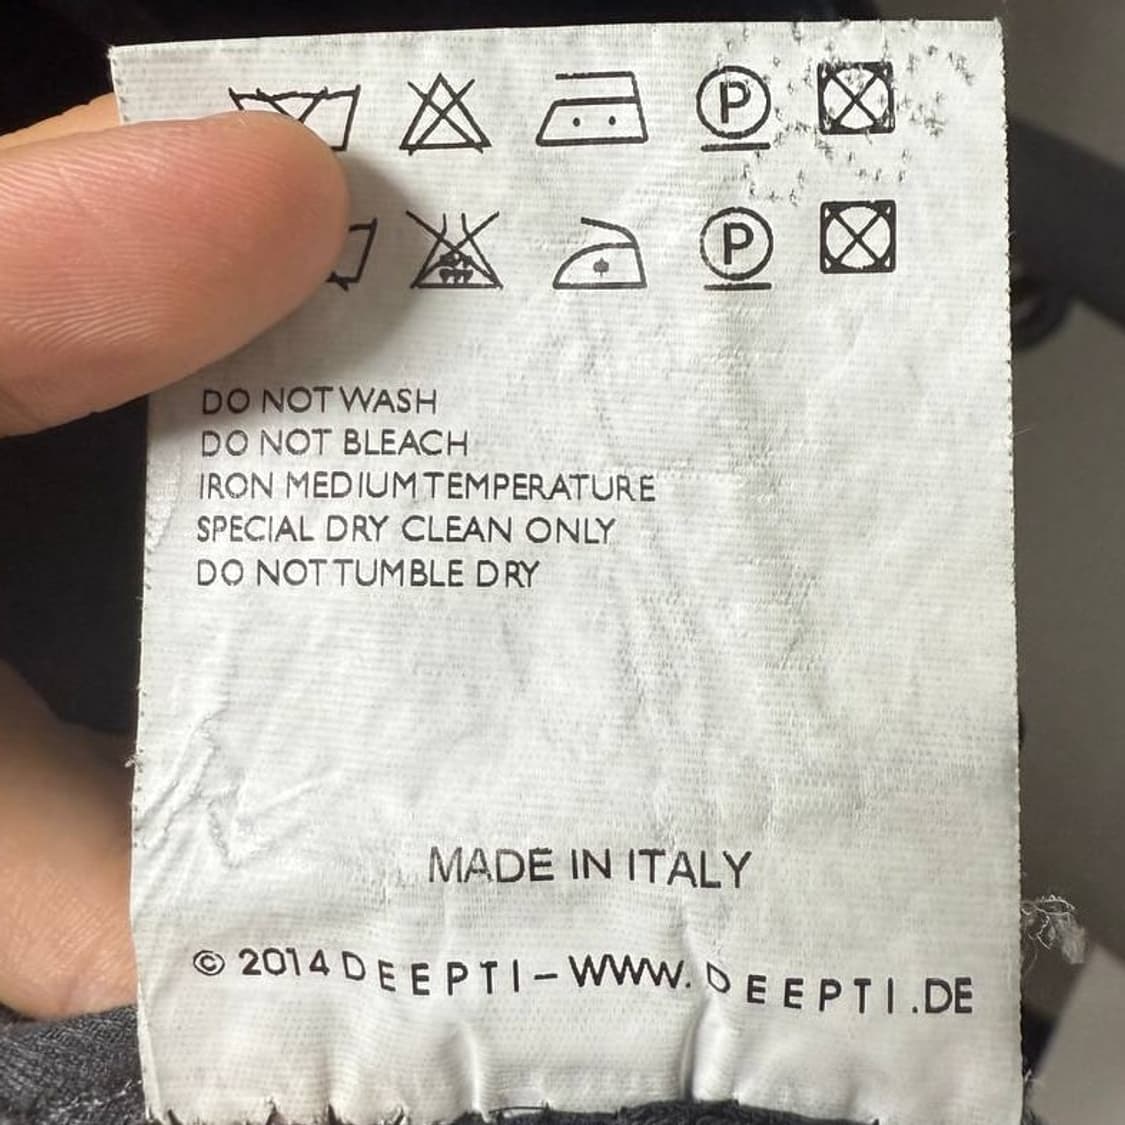 P
P
DO NOT WASH
DO NOT BLEACH
IRON MEDIUM TEMPERATURE
SPECIAL DRY CLEAN ONLY
DO NOT TUMBLE DRY
MADE IN ITALY
© 2014 DEEPTI – WWW.DEEPTI.DE